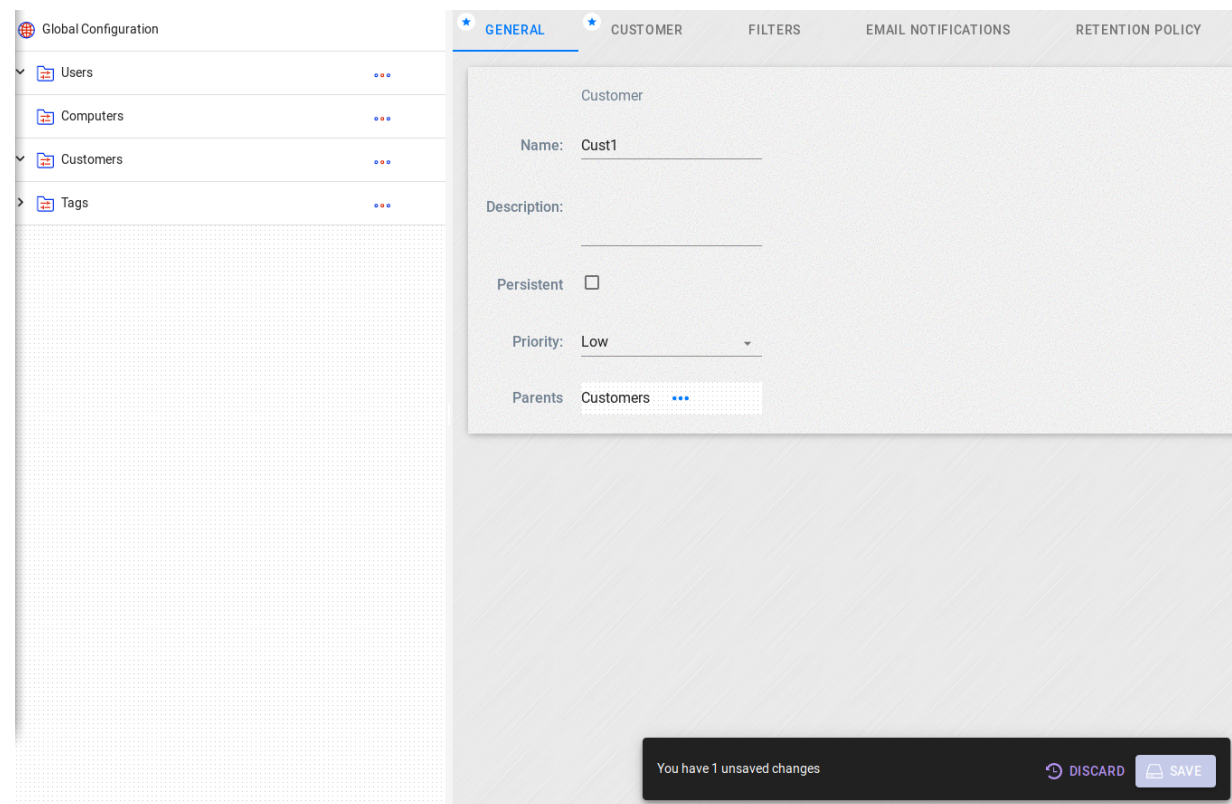 Global Configuration
Users
Computers
Customers
Tags
GENERAL CUSTOMER FILTERS EMAIL NOTIFICATIONS RETENTION POLICY
Customer
Name: Cust1
Description:
Persistent
Priority: Low
Parents Customers
You have 1 unsaved changes DISCARD SAVE